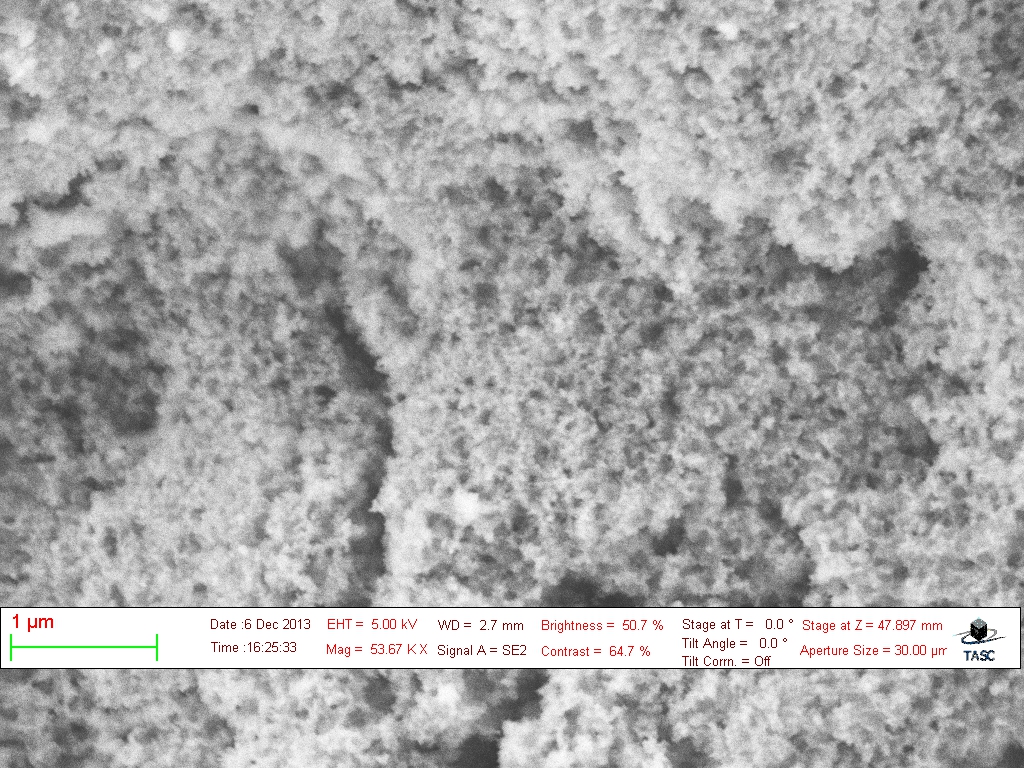 1 µm
Date :6 Dec 2013 EHT = 5.00 kV WD = 2.7 mm Brightness = 50.7 % Stage at T = 0.0 ° Stage at Z = 47.897 mm
Time :16:25:33 Mag = 53.67 K X Signal A = SE2 Contrast = 64.7 % Tilt Angle = 0.0 ° Aperture Size = 30.00 µm
Tilt Corrn. = Off
TASC